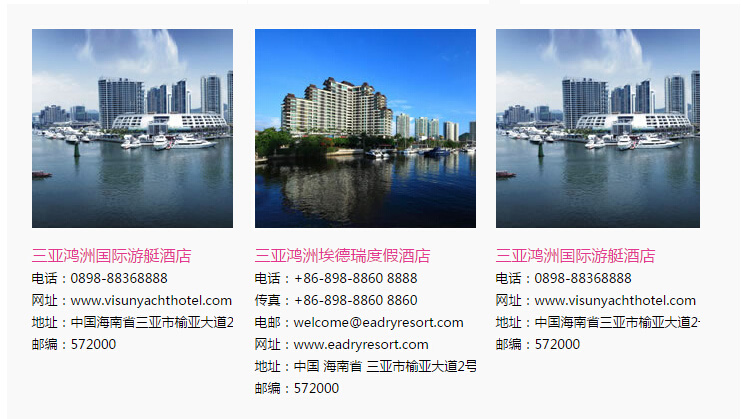 三亚鸿洲国际游艇酒店
电话：0898-88368888
网址：www.visunyachthotel.com
地址：中国海南省三亚市榆亚大道2
邮编：572000
三亚鸿洲埃德瑞度假酒店
电话：+86-898-8860 8888
传真：+86-898-8860 8860
电邮：welcome@eadryresort.com
网址：www.eadryresort.com
地址：中国 海南省 三亚市榆亚大道2号
邮编：572000
三亚鸿洲国际游艇酒店
电话：0898-88368888
网址：www.visunyachthotel.com
地址：中国海南省三亚市榆亚大道2
邮编：572000